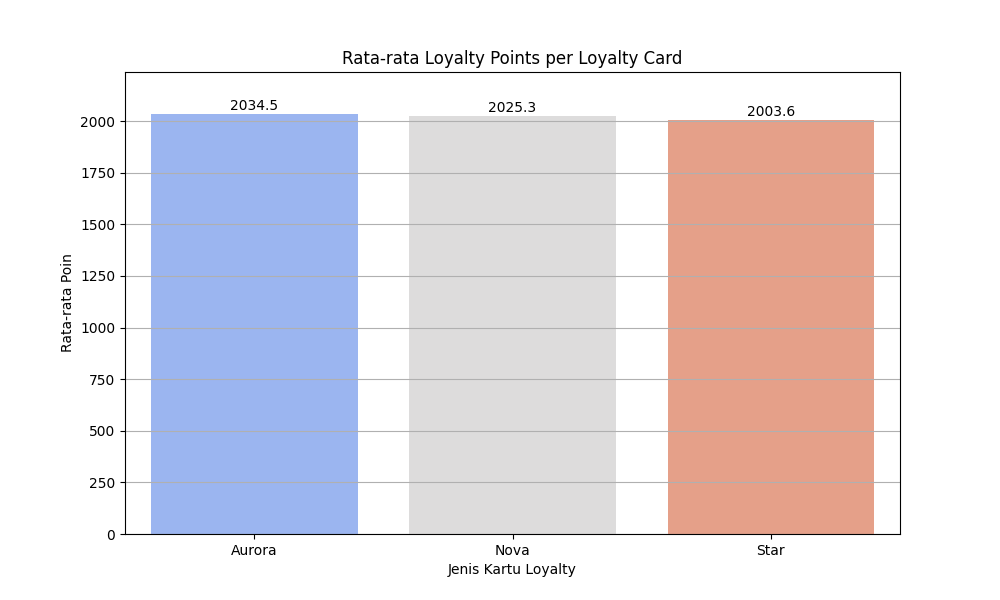 Rata-rata Loyalty Points per Loyalty Card
2034.5
2025.3
2003.6
2000
1750
1500
1250
1000
750
500
250
0
Rata-rata Poin
Aurora
Nova
Star
Jenis Kartu Loyalty